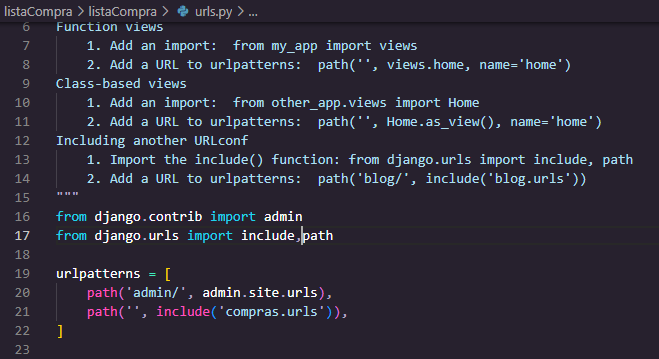 listaCompra > listaCompra > urls.py > ...
6 Function views
7     1. Add an import:  from my_app import views
8     2. Add a URL to urlpatterns:  path('', views.home, name='home')
9 Class-based views
10     1. Add an import:  from other_app.views import Home
11     2. Add a URL to urlpatterns:  path('', Home.as_view(), name='home')
12 Including another URLconf
13     1. Import the include() function: from django.urls import include, path
14     2. Add a URL to urlpatterns:  path('blog/', include('blog.urls'))
15 """
16 from django.contrib import admin
17 from django.urls import include,path
18
19 urlpatterns = [
20     path('admin/', admin.site.urls),
21     path('', include('compras.urls')),
22 ]
23